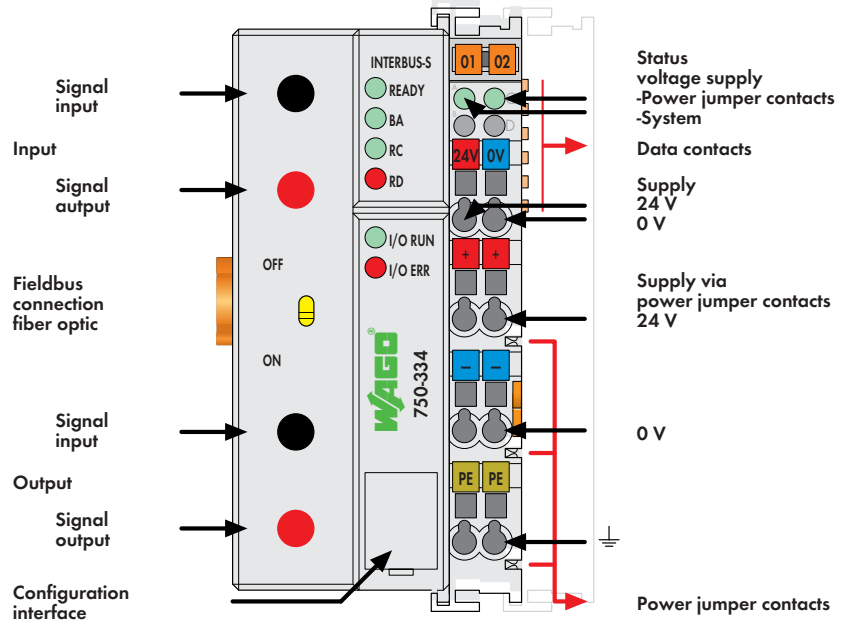 Signal
input
Input
Signal
autput
Fieldbus
connection
fiber optic
Signal
input
Output
Signal
output
Configuration
interface
INTERBUS-S
READY
BA
RC
RD
I/O RUN
I/O ERR
OFF
ON
WAGO®
750-334
01 02
A C
B D
24V 0V
+ +
– –
PE PE
Status
voltage supply
-Power jumper contacts
-System
Data contacts
Supply
24 V
0 V
Supply via
power jumper contacts
24 V
0 V
Power jumper contacts